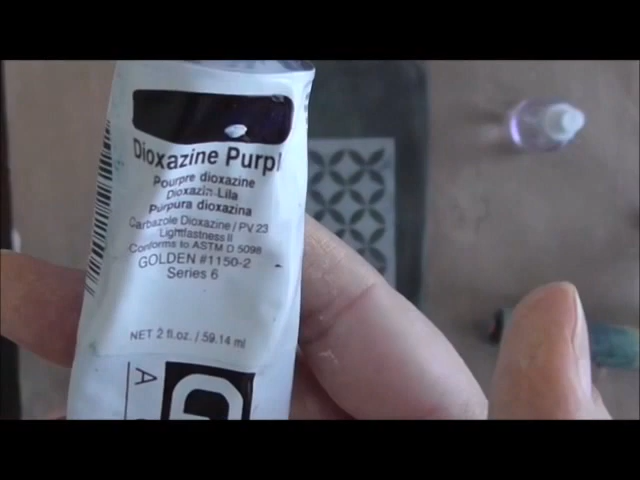 Dioxazine Purpl
Pourpre dioxazine
Dioxazin-Lila
Púrpura dioxazina
Carbazole Dioxazine / PV 23
Lightfastness II
Conforms to ASTM D 5098
GOLDEN #1150-2
Series 6
NET 2 fl.oz. / 59.14 ml
A
G